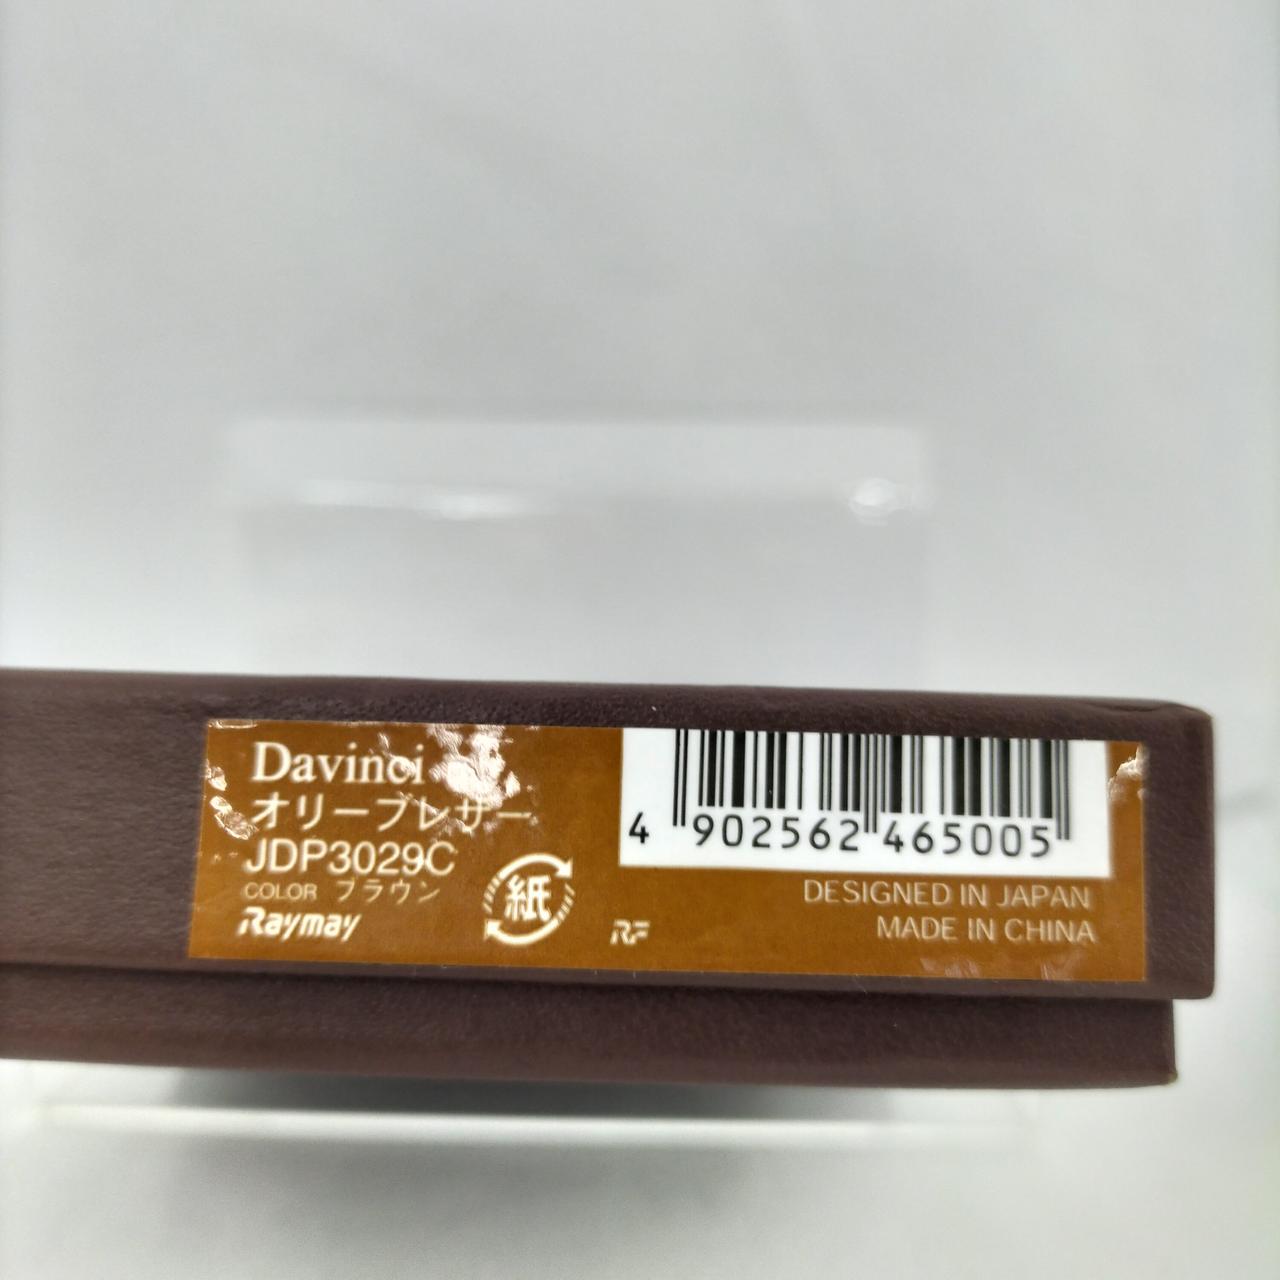 Davinci
オリーブレザー
JDP3029C
COLOR ブラウン
Raymay
紙
RF
4 902562 465005
DESIGNED IN JAPAN
MADE IN CHINA